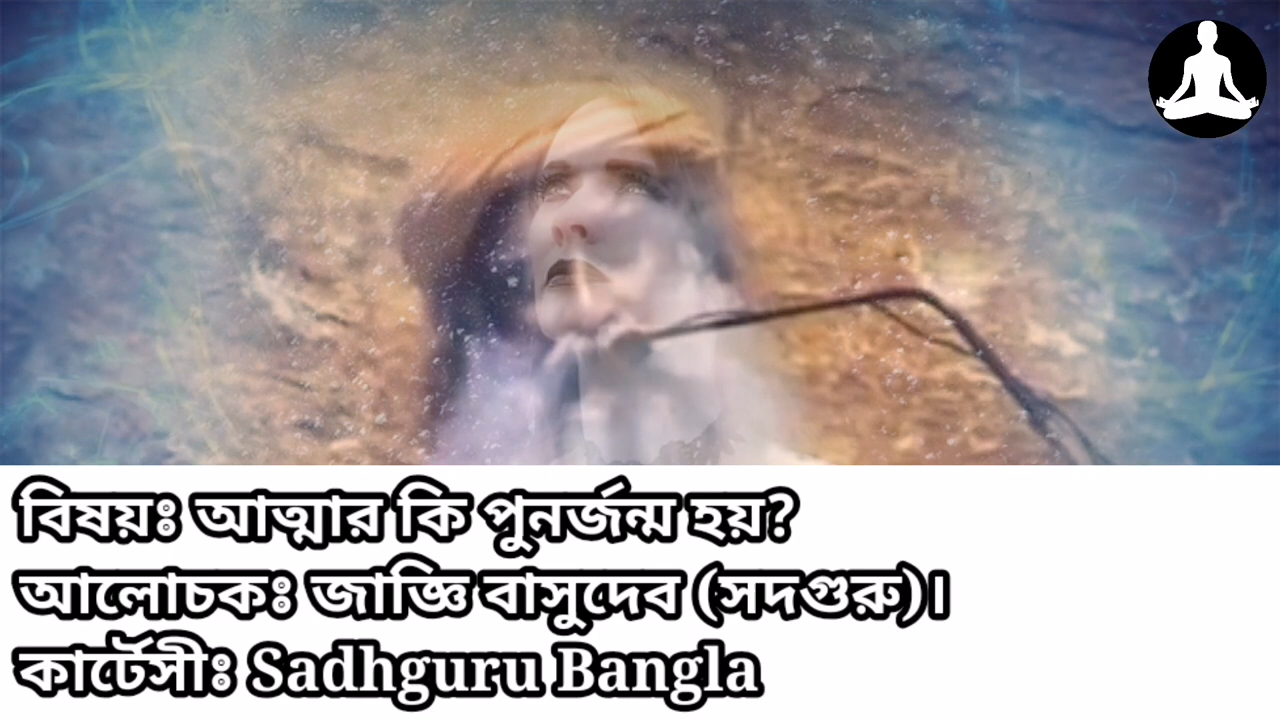 বিষয়ঃ আত্মার কি পুনর্জন্ম হয়?
আলোচকঃ জাজ্ঞি বাসুদেব (সদগুরু)।
কার্টেসীঃ Sadhguru Bangla